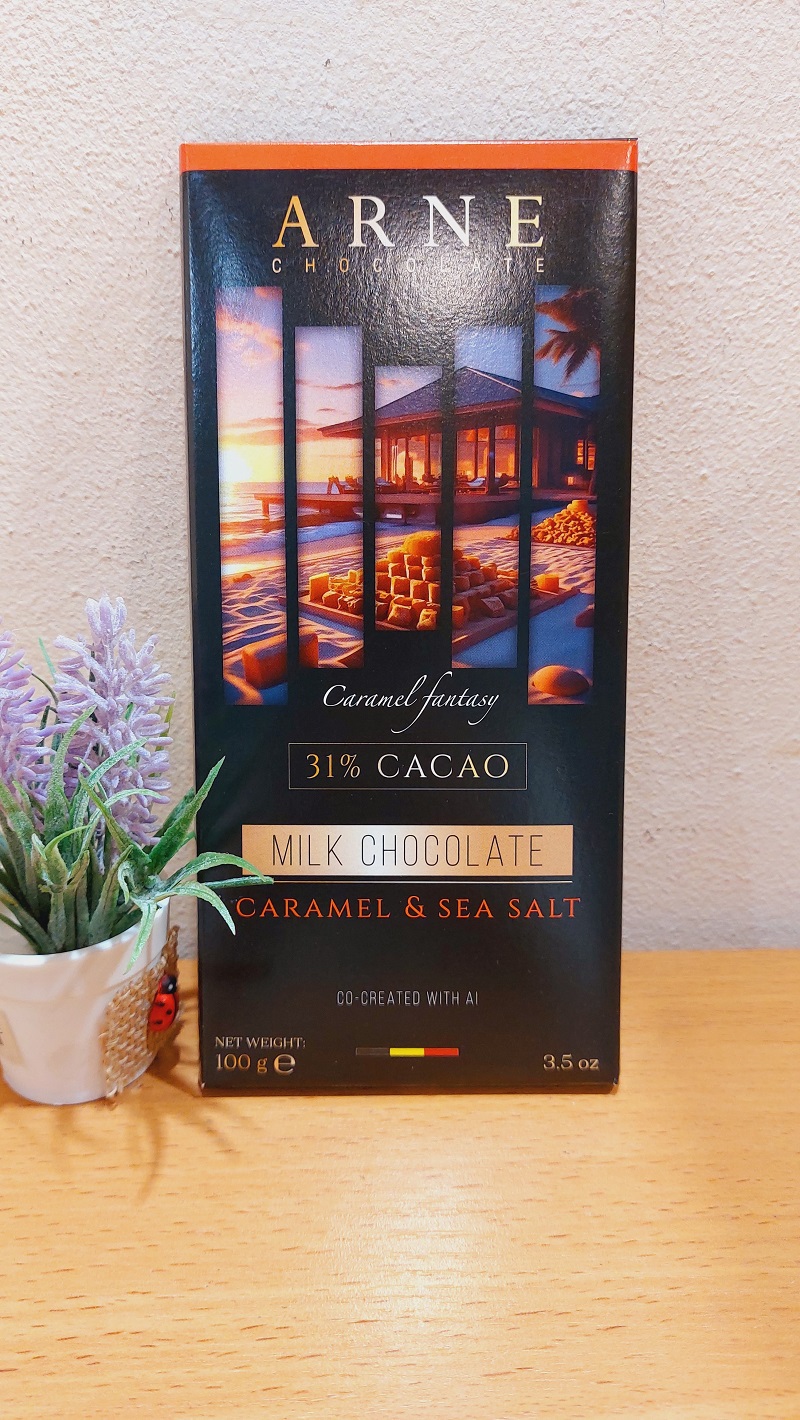 ARNE
CHOCOLATE
Caramel fantasy
31% CACAO
MILK CHOCOLATE
CARAMEL & SEA SALT
CO-CREATED WITH AI
NET WEIGHT:
100 g ℮
3.5 oz